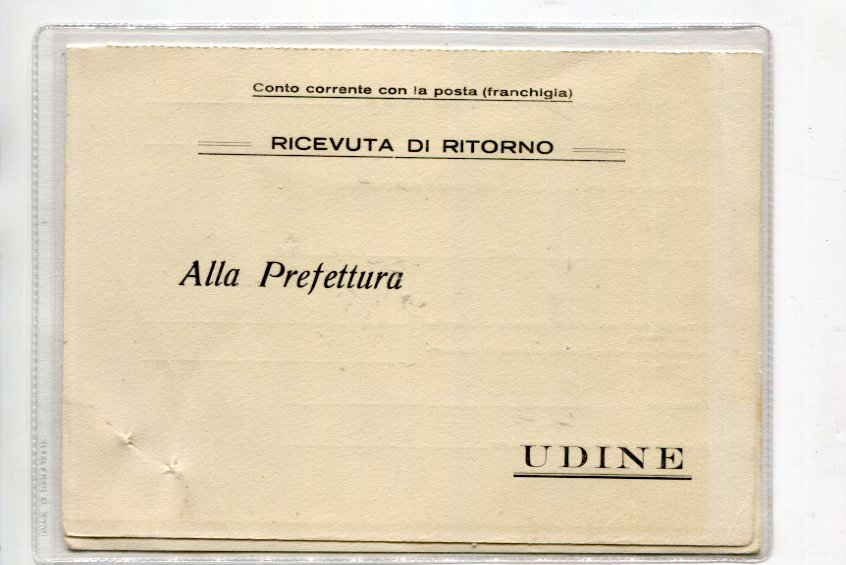 Conto corrente con la posta (franchigia)
RICEVUTA DI RITORNO
Alla Prefettura
UDINE